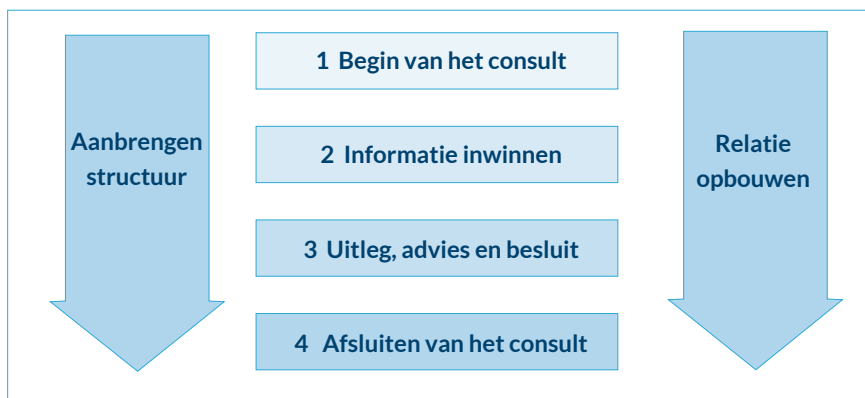 Aanbrengen
structuur
1 Begin van het consult
2 Informatie inwinnen
3 Uitleg, advies en besluit
4 Afsluiten van het consult
Relatie
opbouwen